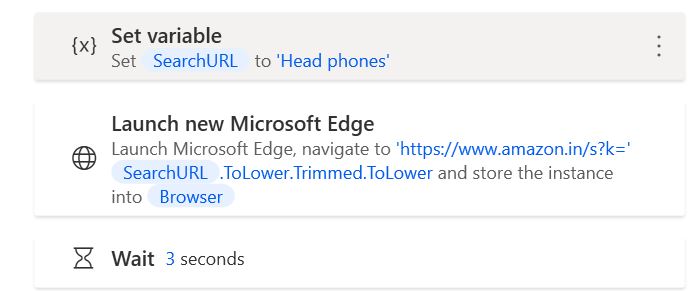 {x} Set variable
Set SearchURL to 'Head phones'
Launch new Microsoft Edge
Launch Microsoft Edge, navigate to 'https://www.amazon.in/s?k='
SearchURL .ToLower.Trimmed.ToLower and store the instance
into Browser
Wait 3 seconds